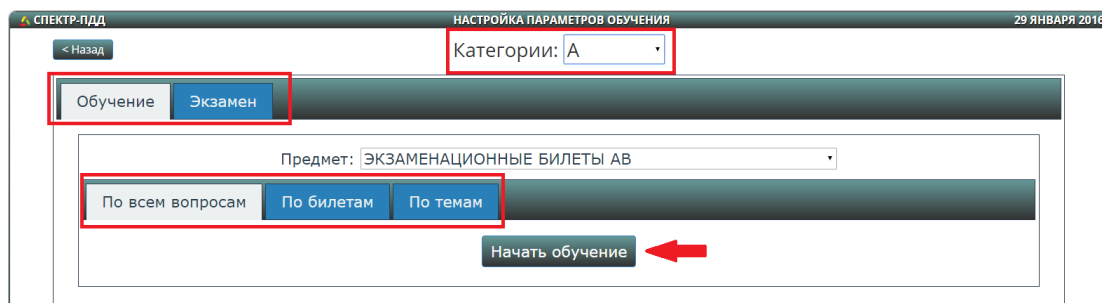 СПЕКТР-ПДД НАСТРОЙКА ПАРАМЕТРОВ ОБУЧЕНИЯ 29 ЯНВАРЯ 2016
< Назад Категории: A
Обучение Экзамен
Предмет: ЭКЗАМЕНАЦИОННЫЕ БИЛЕТЫ АВ
По всем вопросам По билетам По темам
Начать обучение